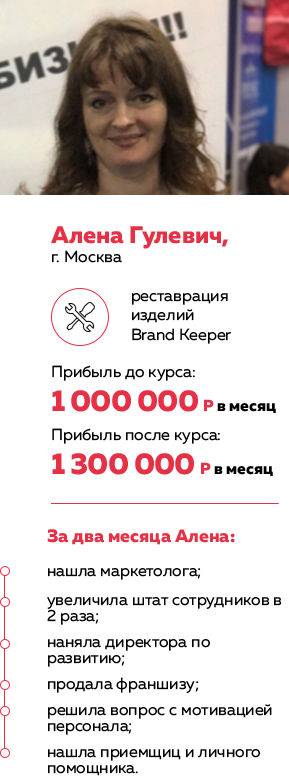 БИЗ
!!!
Алена Гулевич,
г. Москва
реставрация
изделий
Brand Keeper
Прибыль до курса:
1 000 000 Р в месяц
Прибыль после курса:
1 300 000 Р в месяц
За два месяца Алена:
нашла маркетолога;
увеличила штат сотрудников в
2 раза;
наняла директора по
развитию;
продала франшизу;
решила вопрос с мотивацией
персонала;
нашла приемщиц и личного
помощника.